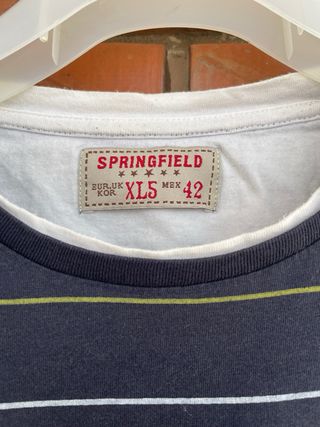 SPRINGFIELD
EUR.UK KOR XL5 MEX 42